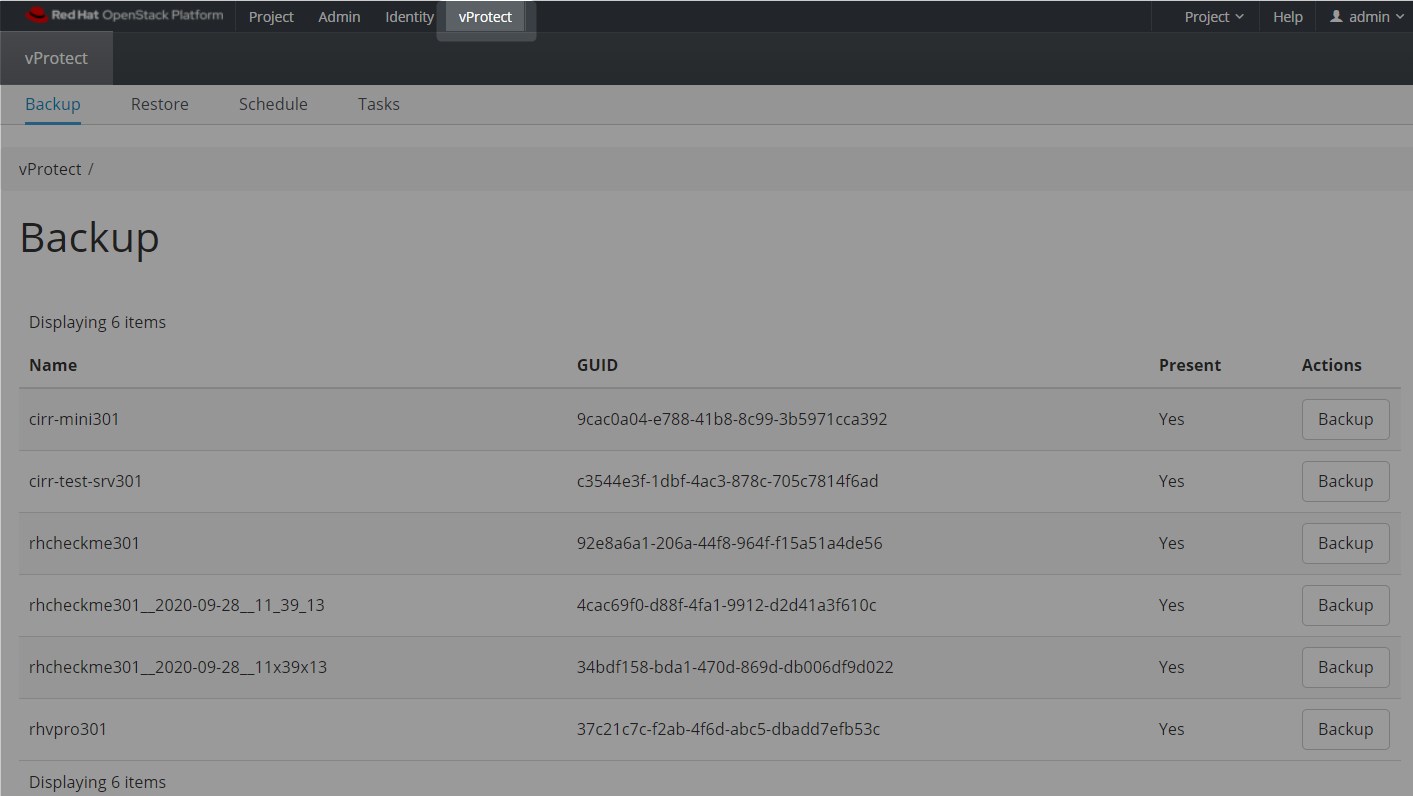 Red Hat OpenStack Platform Project Admin Identity vProtect Project Help admin
vProtect
Backup Restore Schedule Tasks
vProtect /
Backup
Displaying 6 items
Name GUID Present Actions
cirr-mini301 9cac0a04-e788-41b8-8c99-3b5971cca392 Yes Backup
cirr-test-srv301 c3544e3f-1dbf-4ac3-878c-705c7814f6ad Yes Backup
rhcheckme301 92e8a6a1-206a-44f8-964f-f15a51a4de56 Yes Backup
rhcheckme301__2020-09-28__11_39_13 4cac69f0-d88f-4fa1-9912-d2d41a3f610c Yes Backup
rhcheckme301__2020-09-28__11x39x13 34bdf158-bda1-470d-869d-db006df9d022 Yes Backup
rhvpro301 37c21c7c-f2ab-4f6d-abc5-dbadd7efb53c Yes Backup
Displaying 6 items